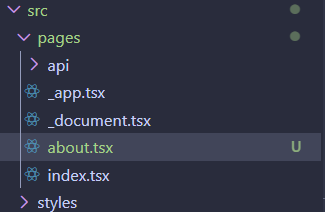 src
pages
api
_app.tsx
_document.tsx
about.tsx U
index.tsx
styles